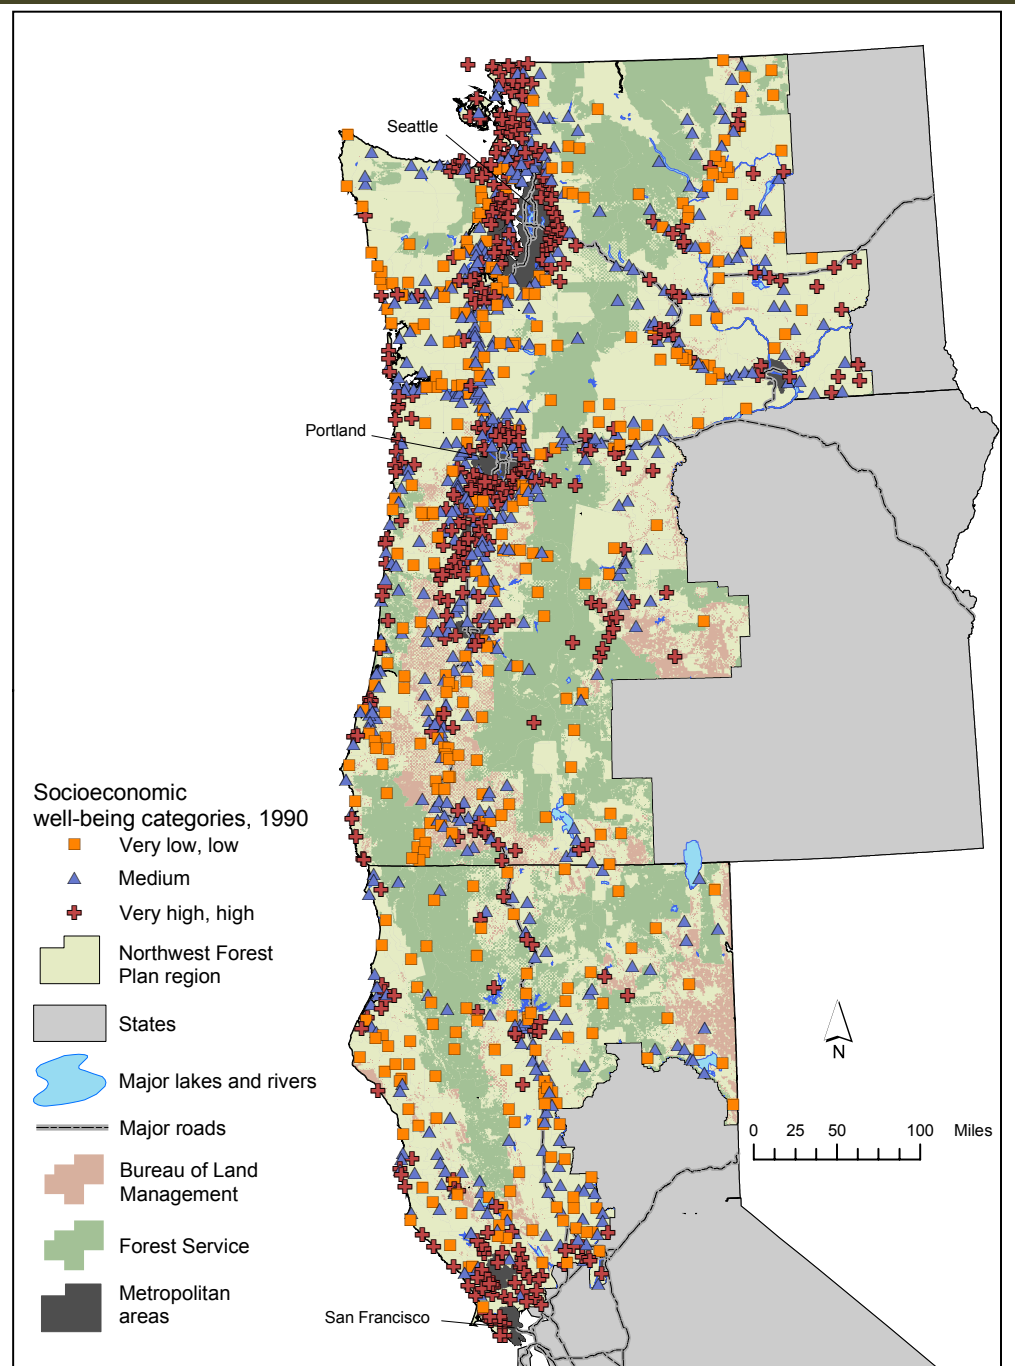 Seattle
Portland
Socioeconomic
well-being categories, 1990
Very low, low
Medium
Very high, high
Northwest Forest
Plan region
States
Major lakes and rivers
Major roads
Bureau of Land
Management
Forest Service
Metropolitan
areas
San Francisco
N
0 25 50 100 Miles